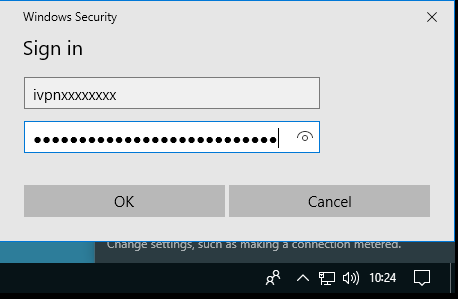 Windows Security
Sign in
ivpnxxxxxxxx
●●●●●●●●●●●●●●●●●●●●●●●●●●●
OK
Cancel
Change settings, such as making a connection metered.
10:24